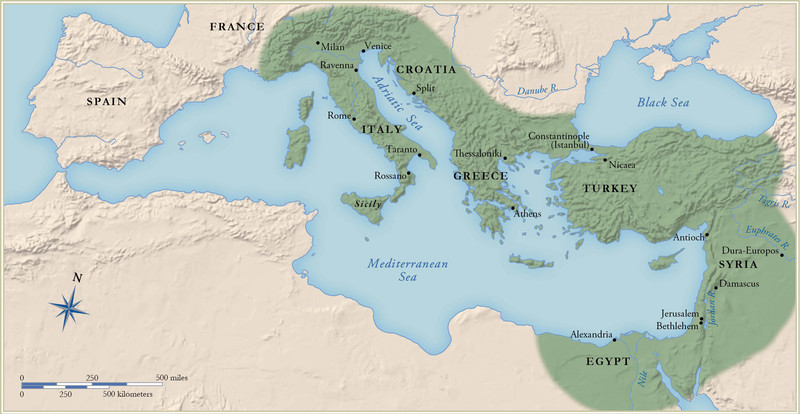 FRANCE
Milan
Venice
Ravenna
CROATIA
Danube R.
SPAIN
Adriatic Sea
Split
Black Sea
Rome
ITALY
Constantinople
(Istanbul)
Taranto
Thessaloniki
Nicaea
Rossano
GREECE
TURKEY
Sicily
Athens
Tigris R.
Antioch
Euphrates R.
Dura-Europos
Mediterranean
Sea
SYRIA
N
Damascus
Jordan R.
Jerusalem
Bethlehem
Alexandria
EGYPT
Nile
0 250 500 miles
0 250 500 kilometers